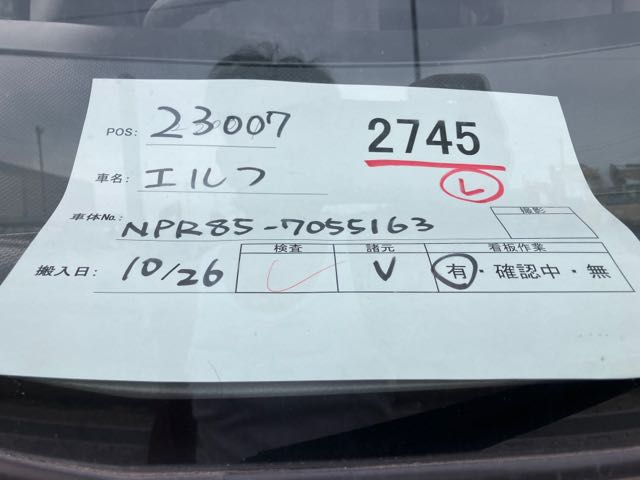 POS: 23007
2745
車名: エルフ
L
車体No.: NPR85-7055163
撮影
搬入日: 10/26
検査 諸元 看板作業
✓ V 有・確認中・無